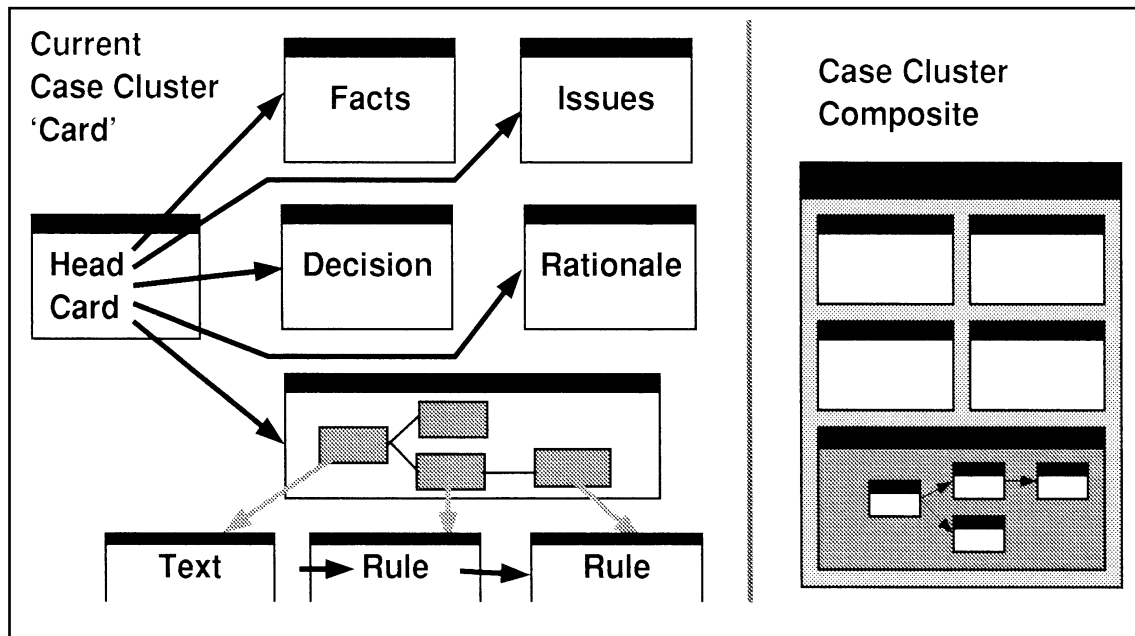 Current
Case Cluster
‘Card’
Facts
Issues
Case Cluster
Composite
Head
Card
Decision
Rationale
Text
Rule
Rule